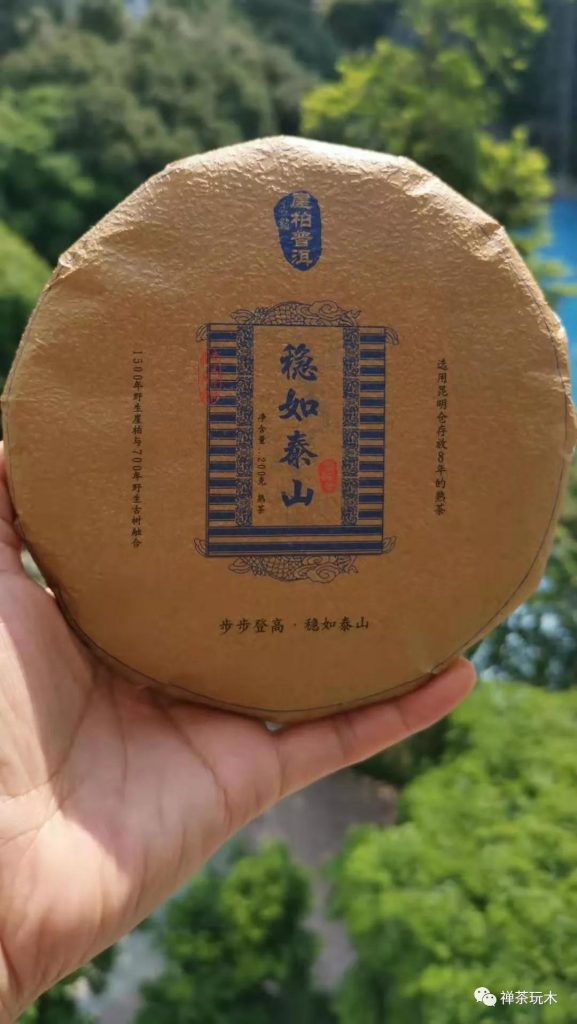 崖柏普洱
稳如泰山
净含量:200克 熟茶
选用昆明仓存放8年的熟茶
1500年野生崖柏与700年野生古树融合
步步登高·稳如泰山
禅茶玩木